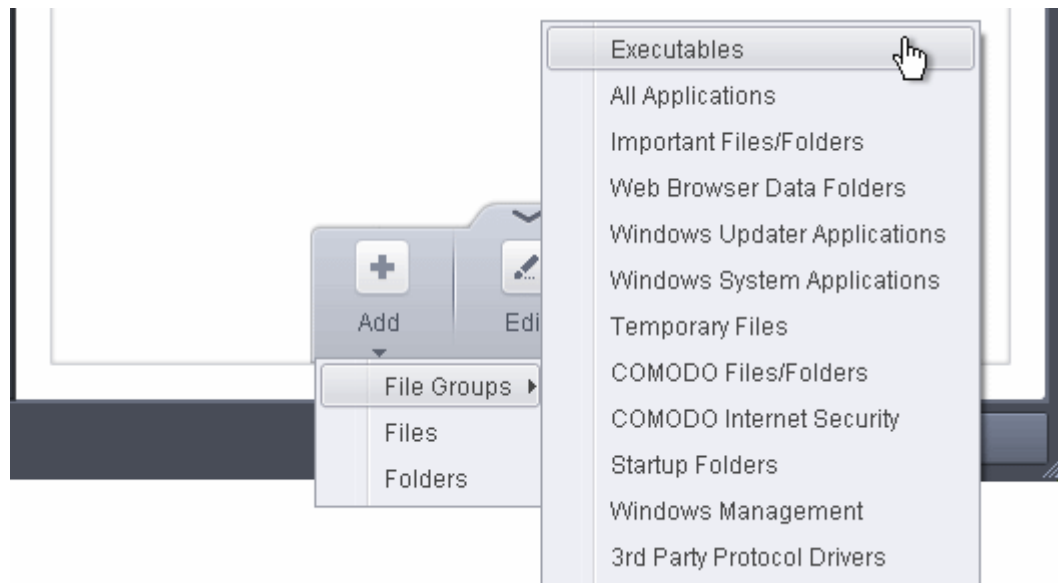 Executables
All Applications
Important Files/Folders
Web Browser Data Folders
Windows Updater Applications
Windows System Applications
Temporary Files
COMODO Files/Folders
COMODO Internet Security
Startup Folders
Windows Management
3rd Party Protocol Drivers
Add
Edi
File Groups
Files
Folders